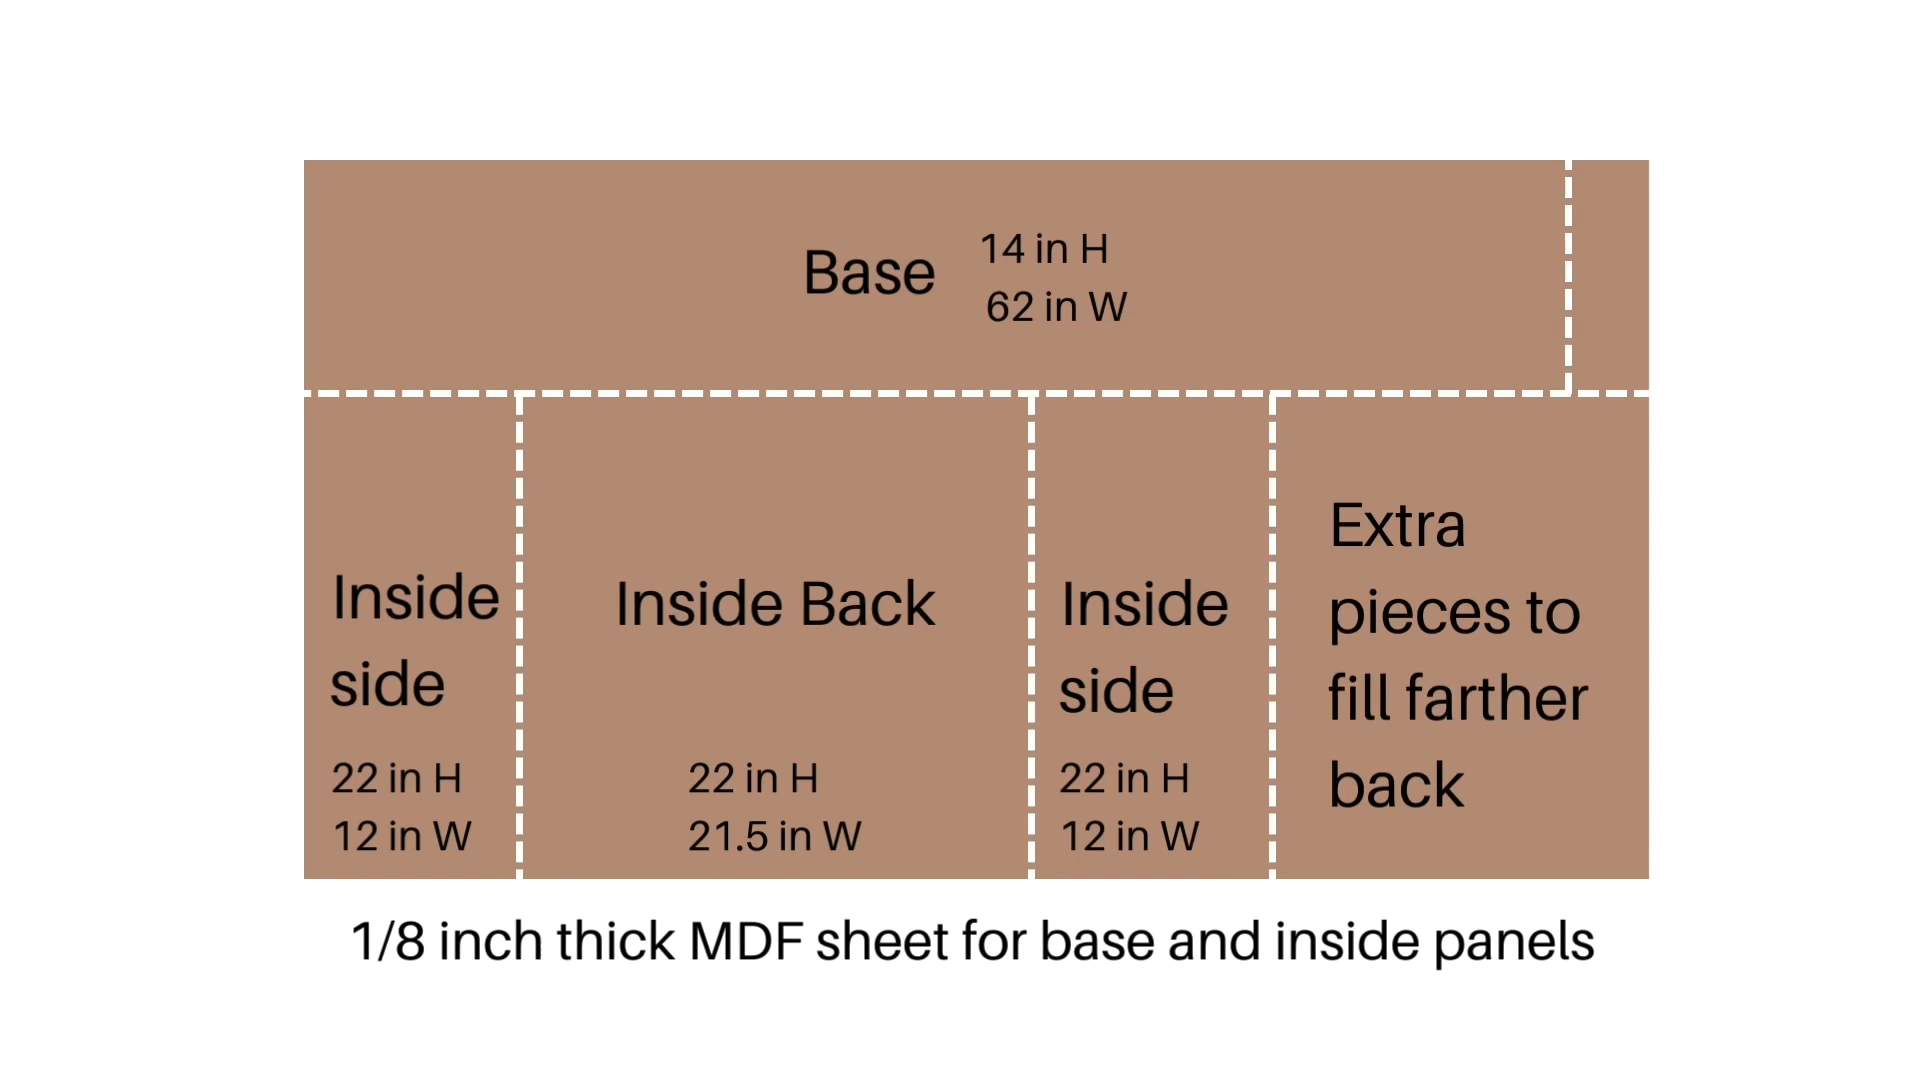 Base
14 in H
62 in W
Inside
side
22 in H
12 in W
Inside Back
22 in H
21.5 in W
Inside
side
22 in H
12 in W
Extra
pieces to
fill farther
back
1/8 inch thick MDF sheet for base and inside panels